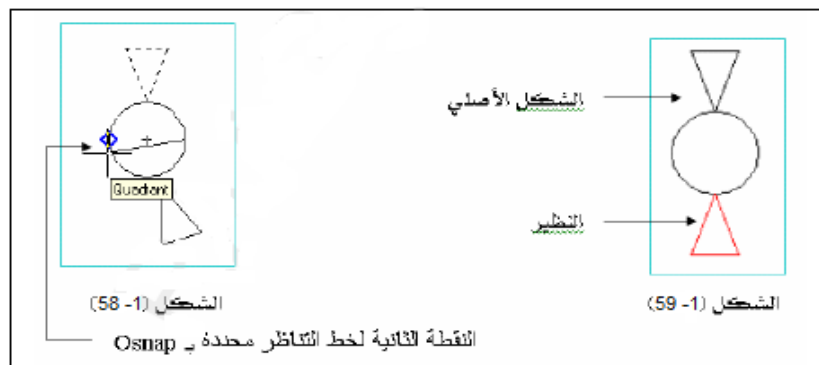 الشكل الأصلي
Quadrant
النظير
الشكل (1- 59)
الشكل (1- 58)
النقطة الثانية لخط التناظر محددة بـ Osnap